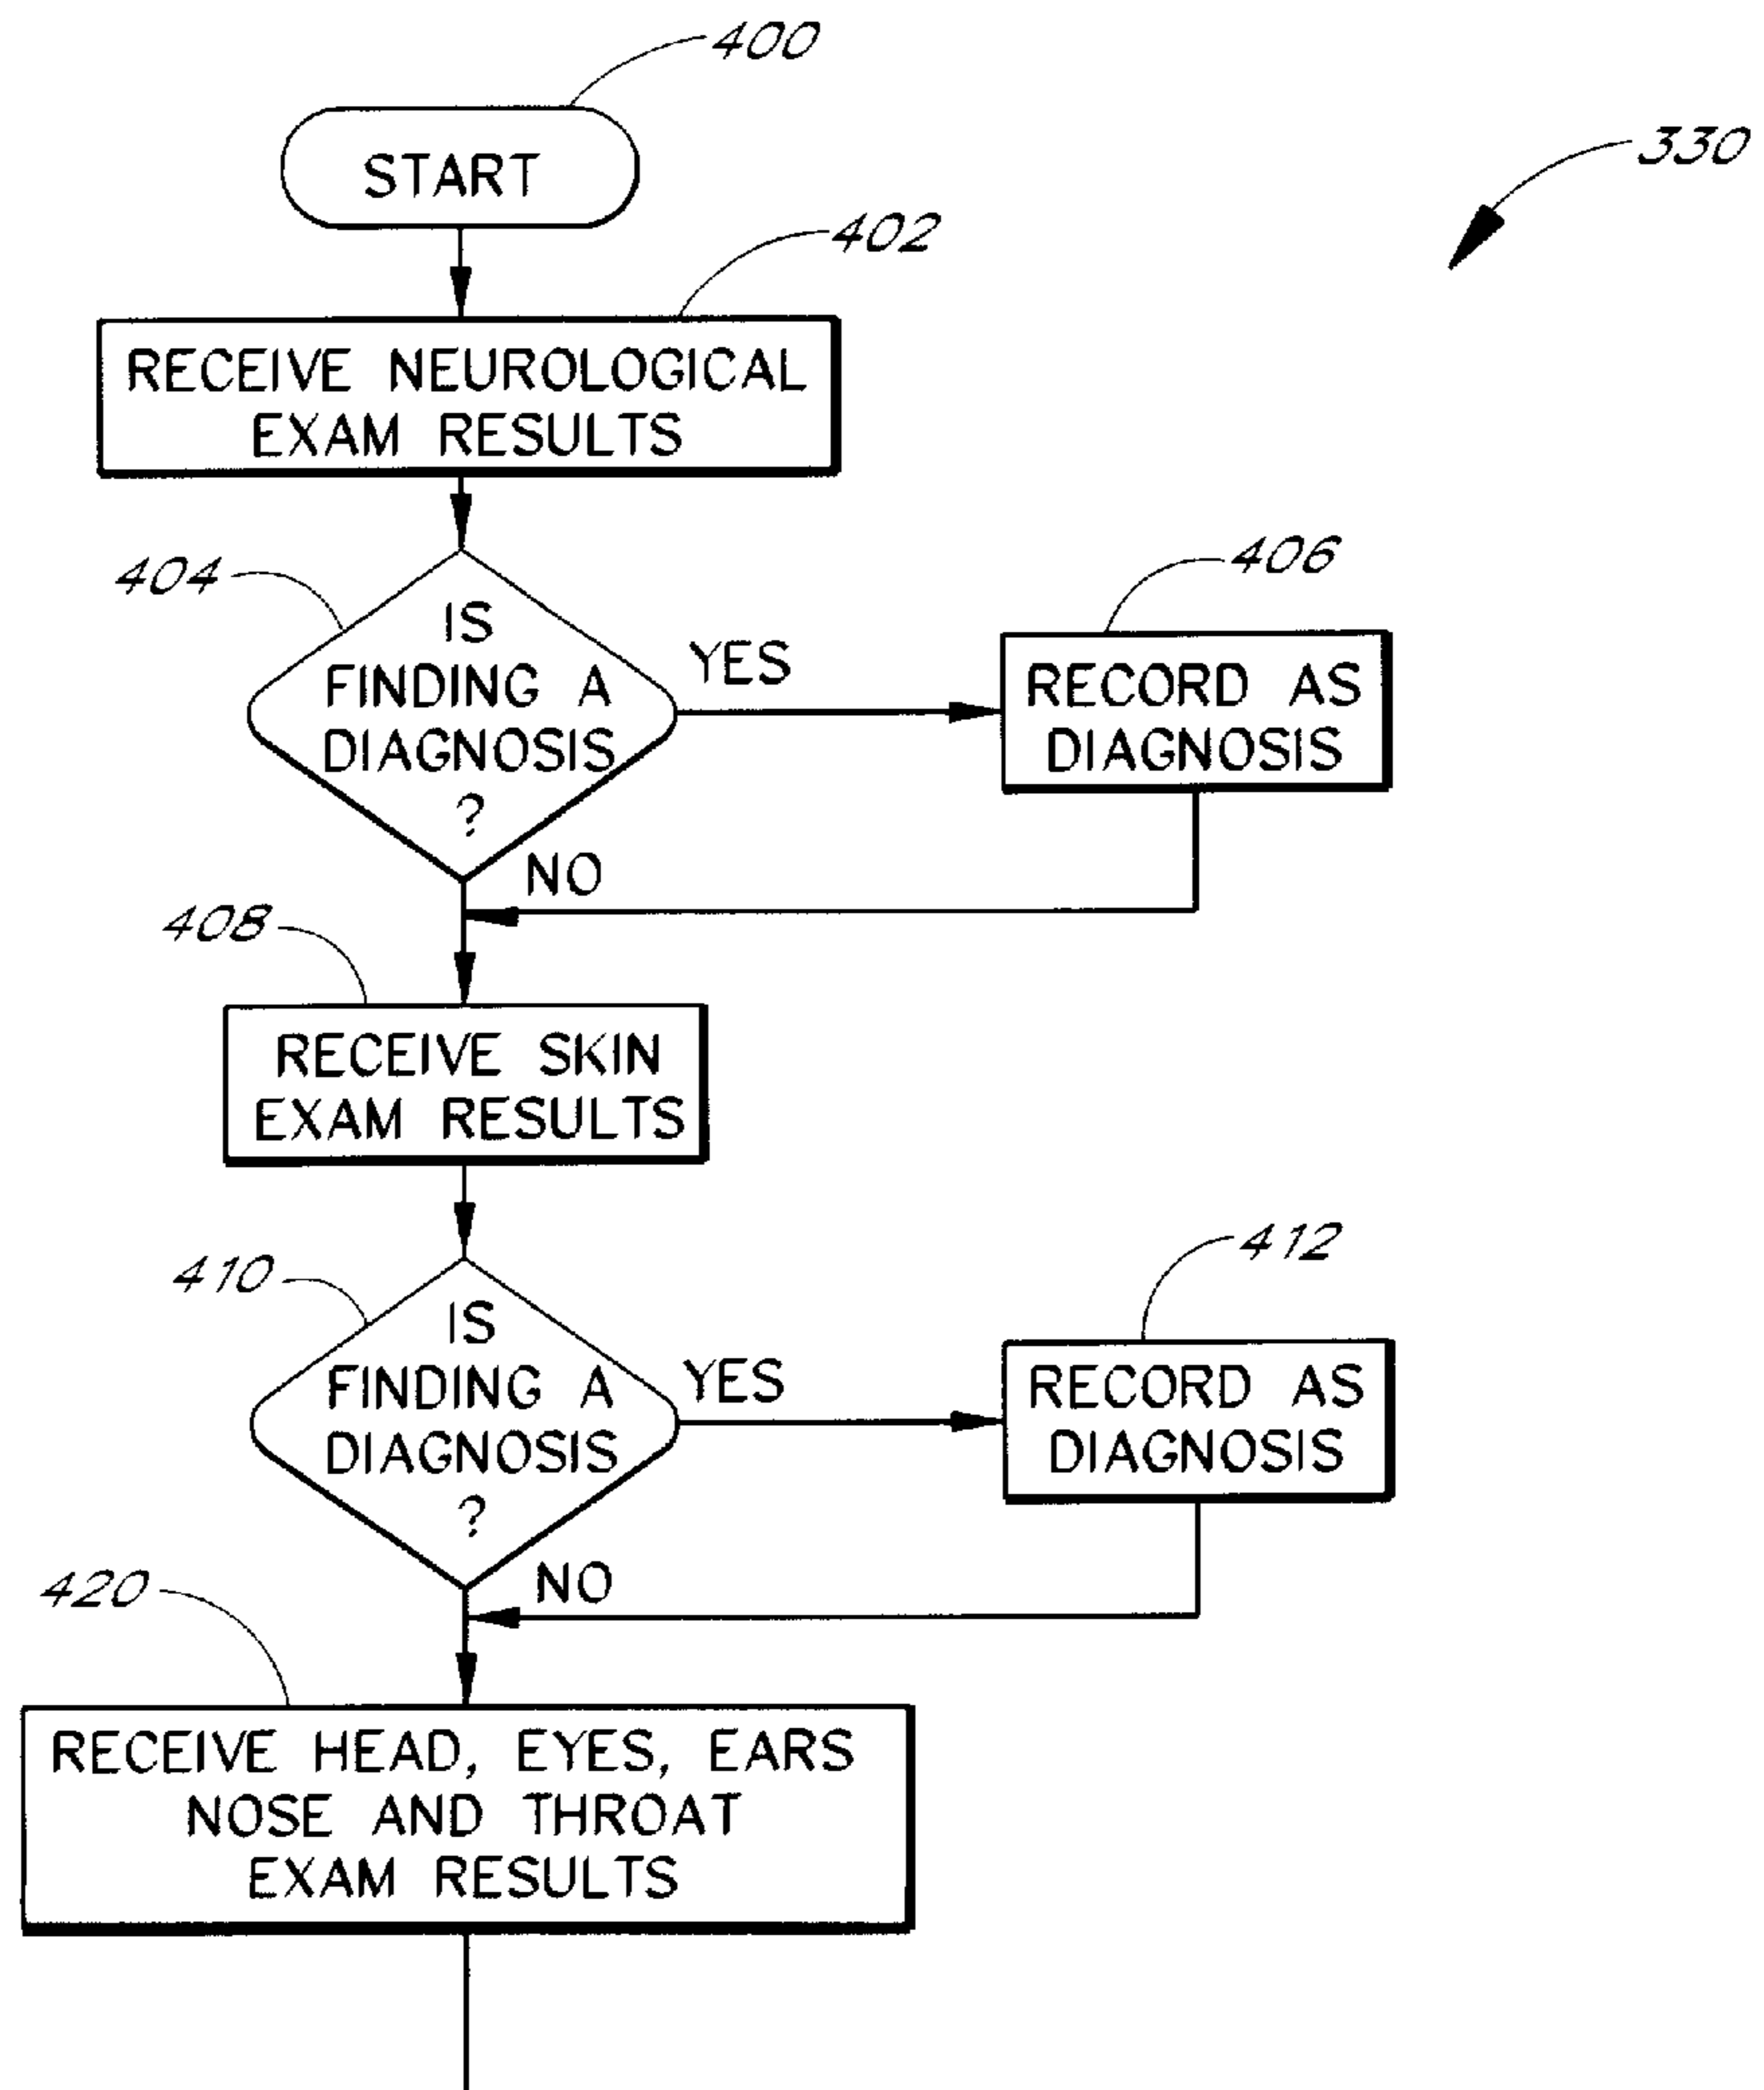 400
START
330
402
RECEIVE NEUROLOGICAL
EXAM RESULTS
404
IS
FINDING A
DIAGNOSIS
?
YES
406
RECORD AS
DIAGNOSIS
NO
408
RECEIVE SKIN
EXAM RESULTS
410
IS
FINDING A
DIAGNOSIS
?
YES
412
RECORD AS
DIAGNOSIS
NO
420
RECEIVE HEAD, EYES, EARS
NOSE AND THROAT
EXAM RESULTS